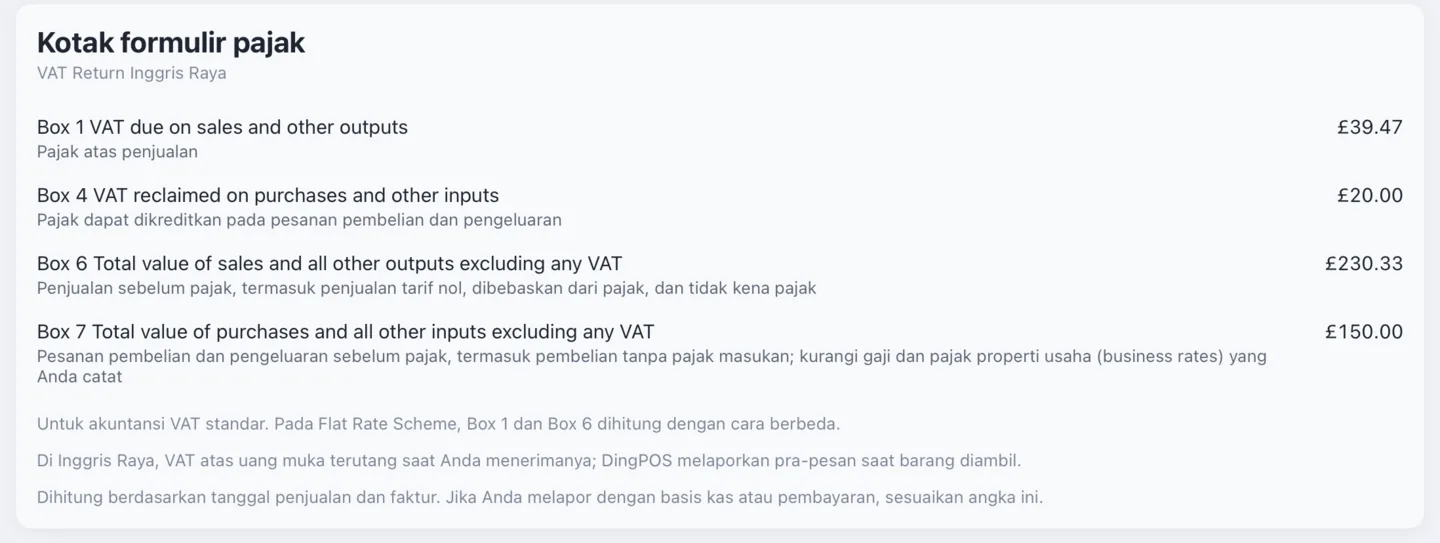 Kotak formulir pajak
VAT Return Inggris Raya
Box 1 VAT due on sales and other outputs
£39.47
Pajak atas penjualan
Box 4 VAT reclaimed on purchases and other inputs
£20.00
Pajak dapat dikreditkan pada pesanan pembelian dan pengeluaran
Box 6 Total value of sales and all other outputs excluding any VAT
£230.33
Penjualan sebelum pajak, termasuk penjualan tarif nol, dibebaskan dari pajak, dan tidak kena pajak
Box 7 Total value of purchases and all other inputs excluding any VAT
£150.00
Pesanan pembelian dan pengeluaran sebelum pajak, termasuk pembelian tanpa pajak masukan; kurangi gaji dan pajak properti usaha (business rates) yang
Anda catat
Untuk akuntansi VAT standar. Pada Flat Rate Scheme, Box 1 dan Box 6 dihitung dengan cara berbeda.
Di Inggris Raya, VAT atas uang muka terutang saat Anda menerimanya; DingPOS melaporkan pra-pesan saat barang diambil.
Dihitung berdasarkan tanggal penjualan dan faktur. Jika Anda melapor dengan basis kas atau pembayaran, sesuaikan angka ini.